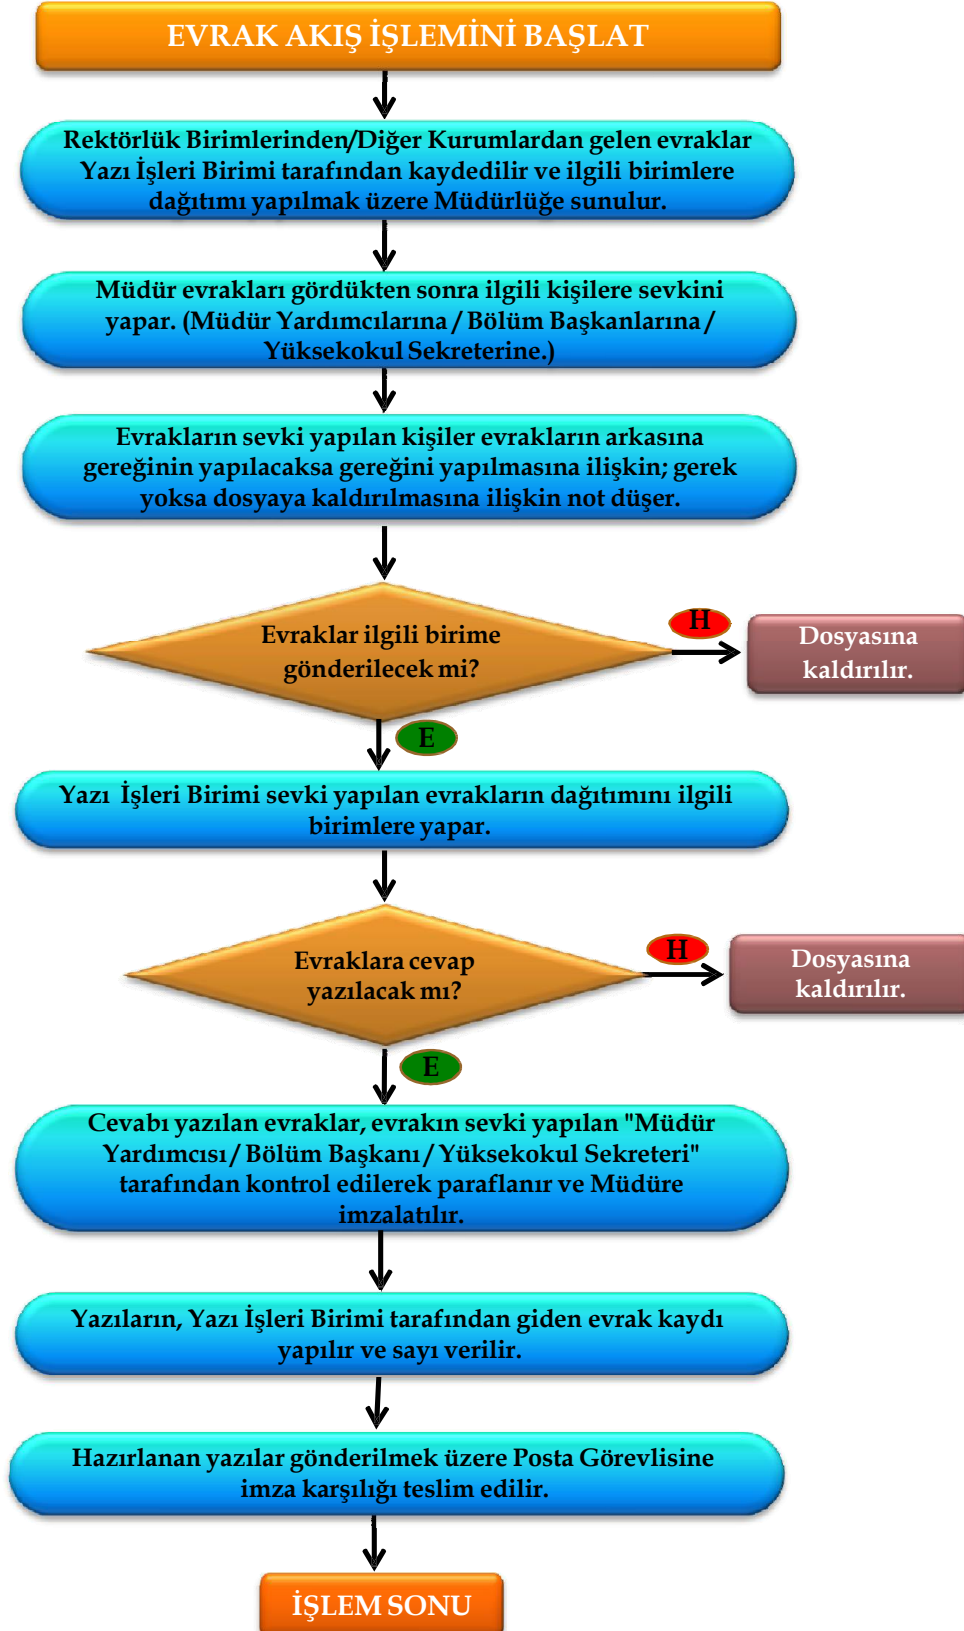 EVRAK AKIŞ İŞLEMİNİ BAŞLAT
Rektörlük Birimlerinden/Diğer Kurumlardan gelen evraklar
Yazı İşleri Birimi tarafından kaydedilir ve ilgili birimlere
dağıtımı yapılmak üzere Müdürlüğe sunulur.
Müdür evrakları gördükten sonra ilgili kişilere sevkini
yapar. (Müdür Yardımcılarına / Bölüm Başkanlarına /
Yüksekokul Sekreterine.)
Evrakların sevki yapılan kişiler evrakların arkasına
gereğinin yapılacaksa gereğini yapılmasına ilişkin; gerek
yoksa dosyaya kaldırılmasına ilişkin not düşer.
Evraklar ilgili birime
gönderilecek mi?
H
Dosyasına
kaldırılır.
E
Yazı İşleri Birimi sevki yapılan evrakların dağıtımını ilgili
birimlere yapar.
Evraklara cevap
yazılacak mı?
H
Dosyasına
kaldırılır.
E
Cevabı yazılan evraklar, evrakın sevki yapılan "Müdür
Yardımcısı / Bölüm Başkanı / Yüksekokul Sekreteri"
tarafından kontrol edilerek paraflanır ve Müdüre
imzalatılır.
Yazıların, Yazı İşleri Birimi tarafından giden evrak kaydı
yapılır ve sayı verilir.
Hazırlanan yazılar gönderilmek üzere Posta Görevlisine
imza karşılığı teslim edilir.
İŞLEM SONU